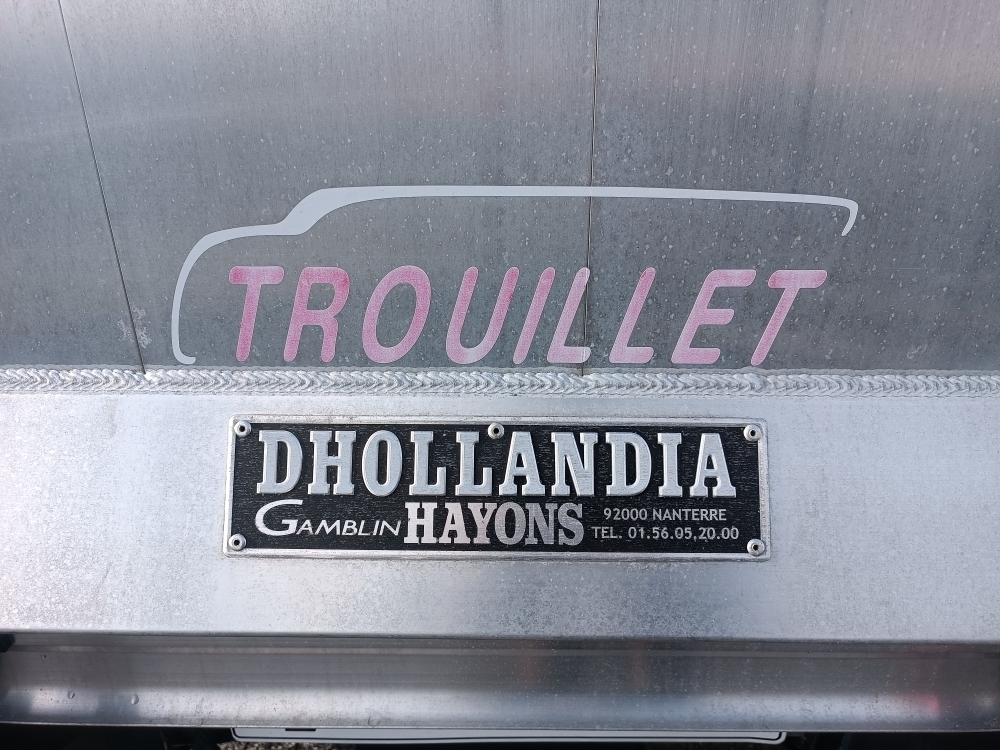 TROUILLET
DHOLLANDIA
GAMBLIN HAYONS 92000 NANTERRE
TEL. 01.56.05.20.00